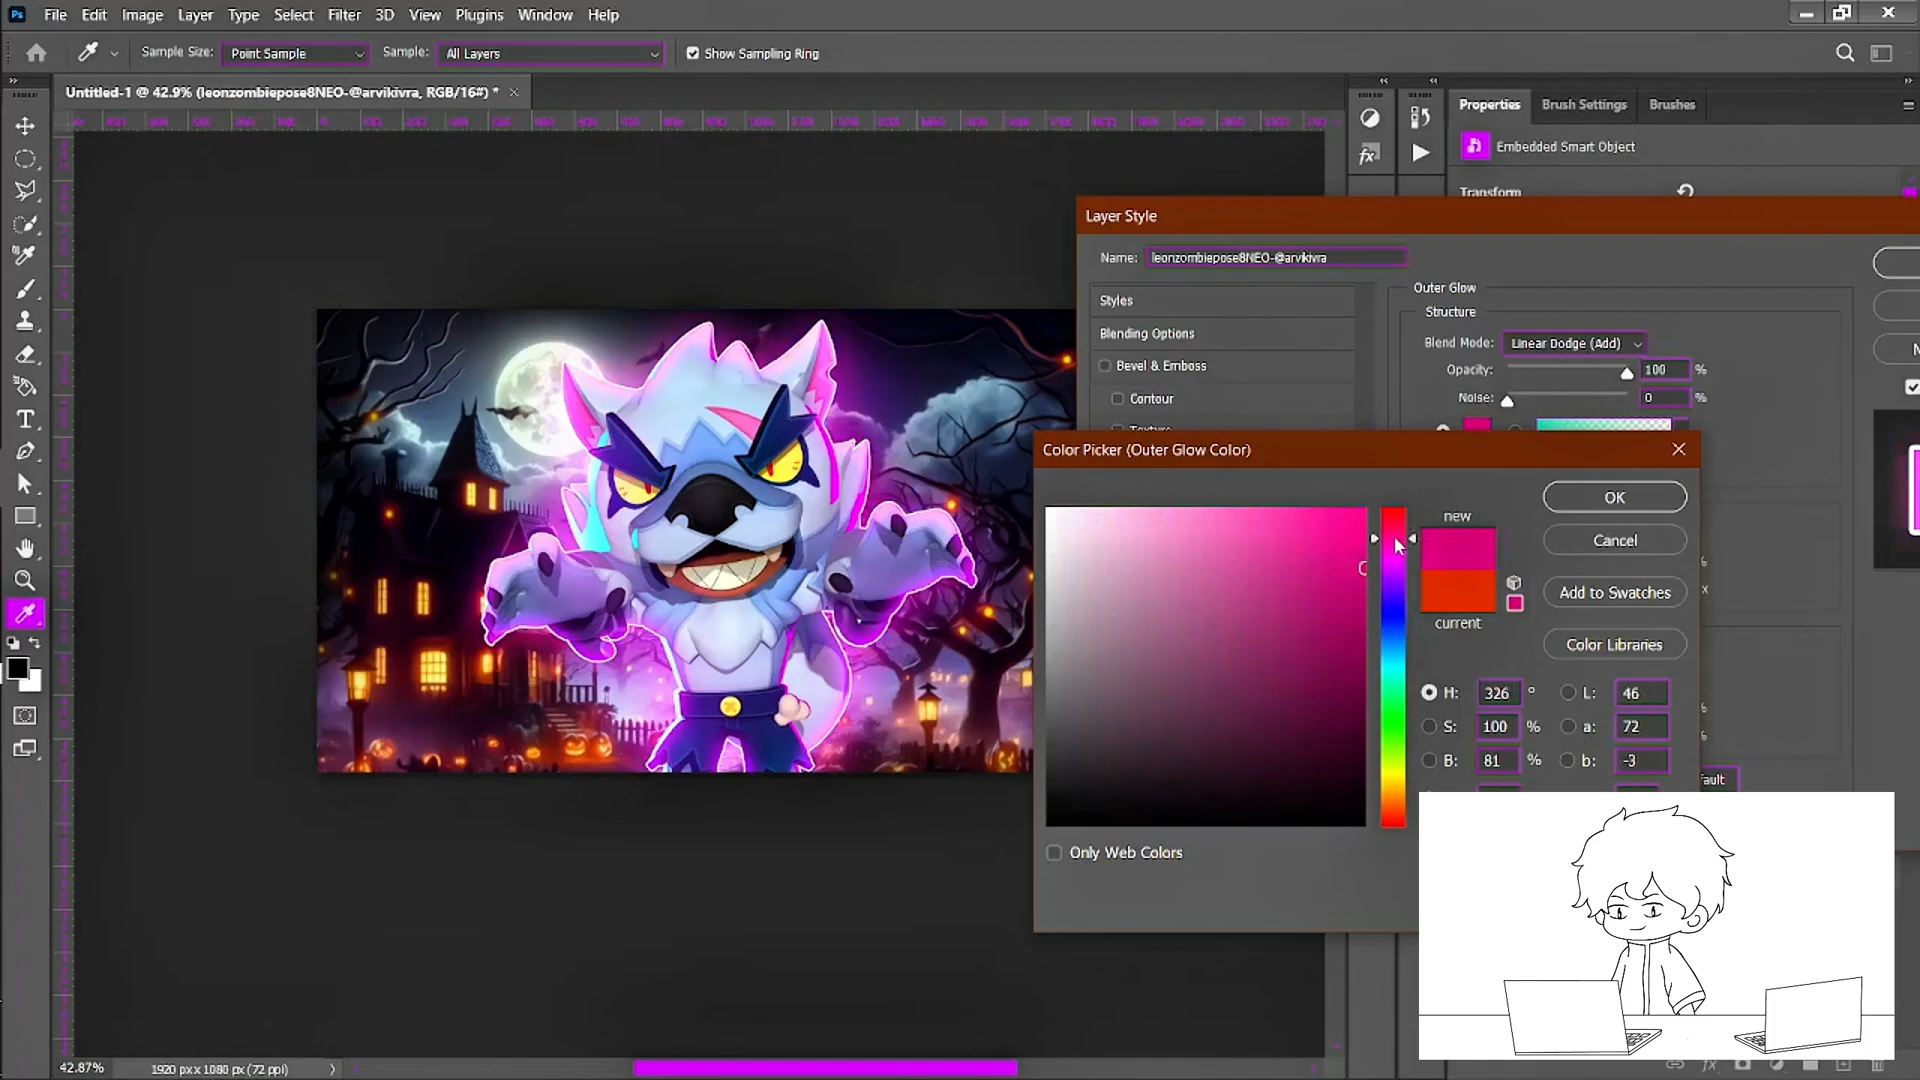 Ps File Edit Image Layer Type Select Filter 3D View Plugins Window Help
Sample Size: Point Sample Sample: All Layers Show Sampling Ring
Untitled-1 @ 42.9% (leonzombiepose8NEO-@arvikivra, RGB/16#) *
Properties Brush Settings Brushes
Embedded Smart Object
Transform
Layer Style
Name: leonzombiepose8NEO-@arvikivra
Styles
Blending Options
Bevel & Emboss
Contour
Texture
Outer Glow
Structure
Blend Mode: Linear Dodge (Add)
Opacity: 100 %
Noise: 0 %
Color Picker (Outer Glow Color)
OK
Cancel
Add to Swatches
Color Libraries
new
current
H: 326 °
S: 100 %
B: 81 %
L: 46
a: 72
b: -3
Only Web Colors
fault
42.87% 1920 px x 1080 px (72 ppi)